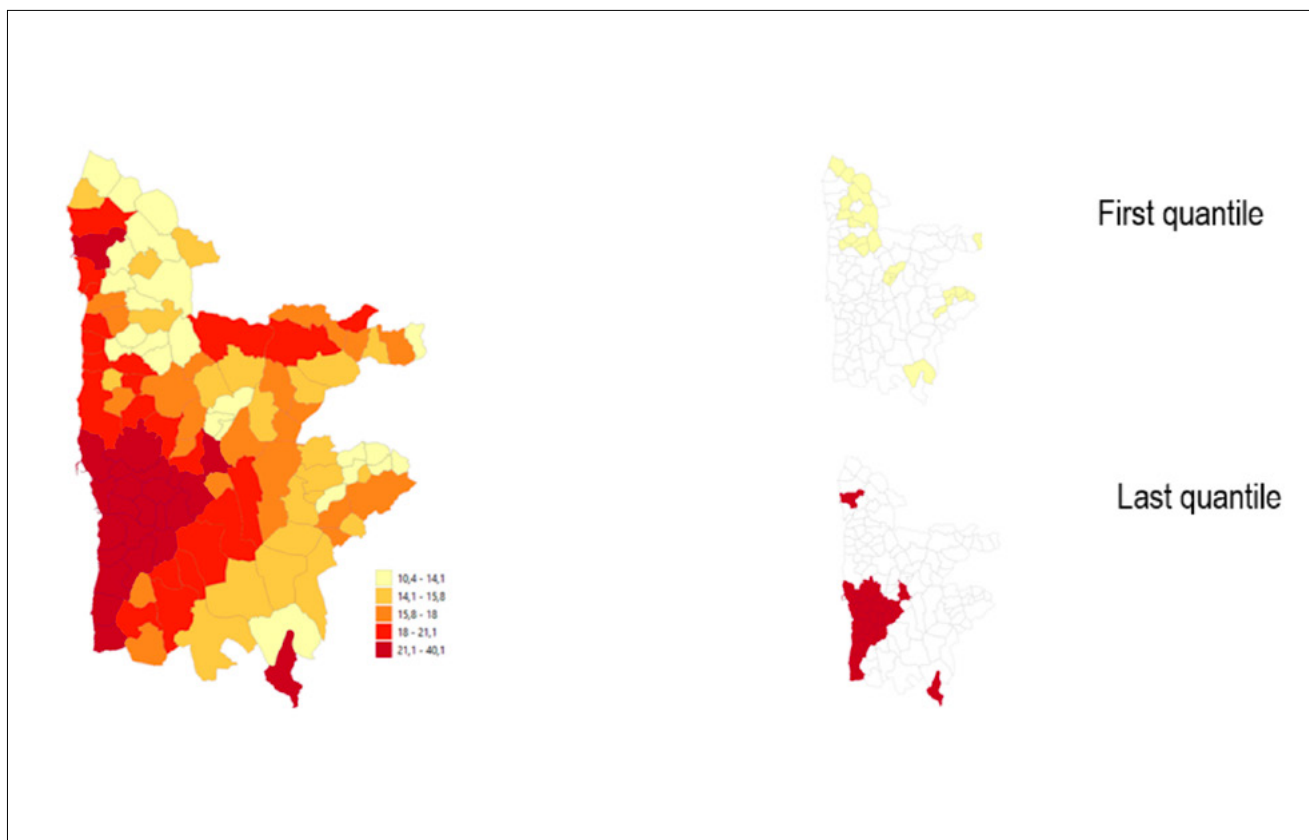 First quantile
Last quantile
10,4 - 14,1
14,1 - 15,8
15,8 - 18
18 - 21,1
21,1 - 40,1